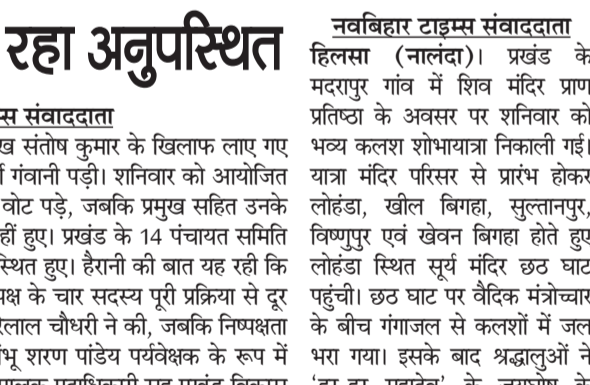 रहा अनुपस्थित
संवाददाता
संतोष कुमार के खिलाफ लाए गए
गंवानी पड़ी। शनिवार को आयोजित
वोट पड़े, जबकि प्रमुख सहित उनके
हुए। प्रखंड के 14 पंचायत समिति
हुए। हैरानी की बात यह रही कि
के चार सदस्य पूरी प्रक्रिया से दूर
चौधरी ने की, जबकि निष्पक्षता
शरण पांडेय पर्यवेक्षक के रूप में
नवबिहार टाइम्स संवाददाता
हिलसा (नालंदा)। प्रखंड के
मदरापुर गांव में शिव मंदिर प्राण
प्रतिष्ठा के अवसर पर शनिवार को
भव्य कलश शोभायात्रा निकाली गई।
यात्रा मंदिर परिसर से प्रारंभ होकर
लोहंडा, खील बिगहा, सुल्तानपुर,
विष्णुपुर एवं खेवन बिगहा होते हुए
लोहंडा स्थित सूर्य मंदिर छठ घाट
पहुंची। छठ घाट पर वैदिक मंत्रोच्चार
के बीच गंगाजल से कलशों में जल
भरा गया। इसके बाद श्रद्धालुओं ने